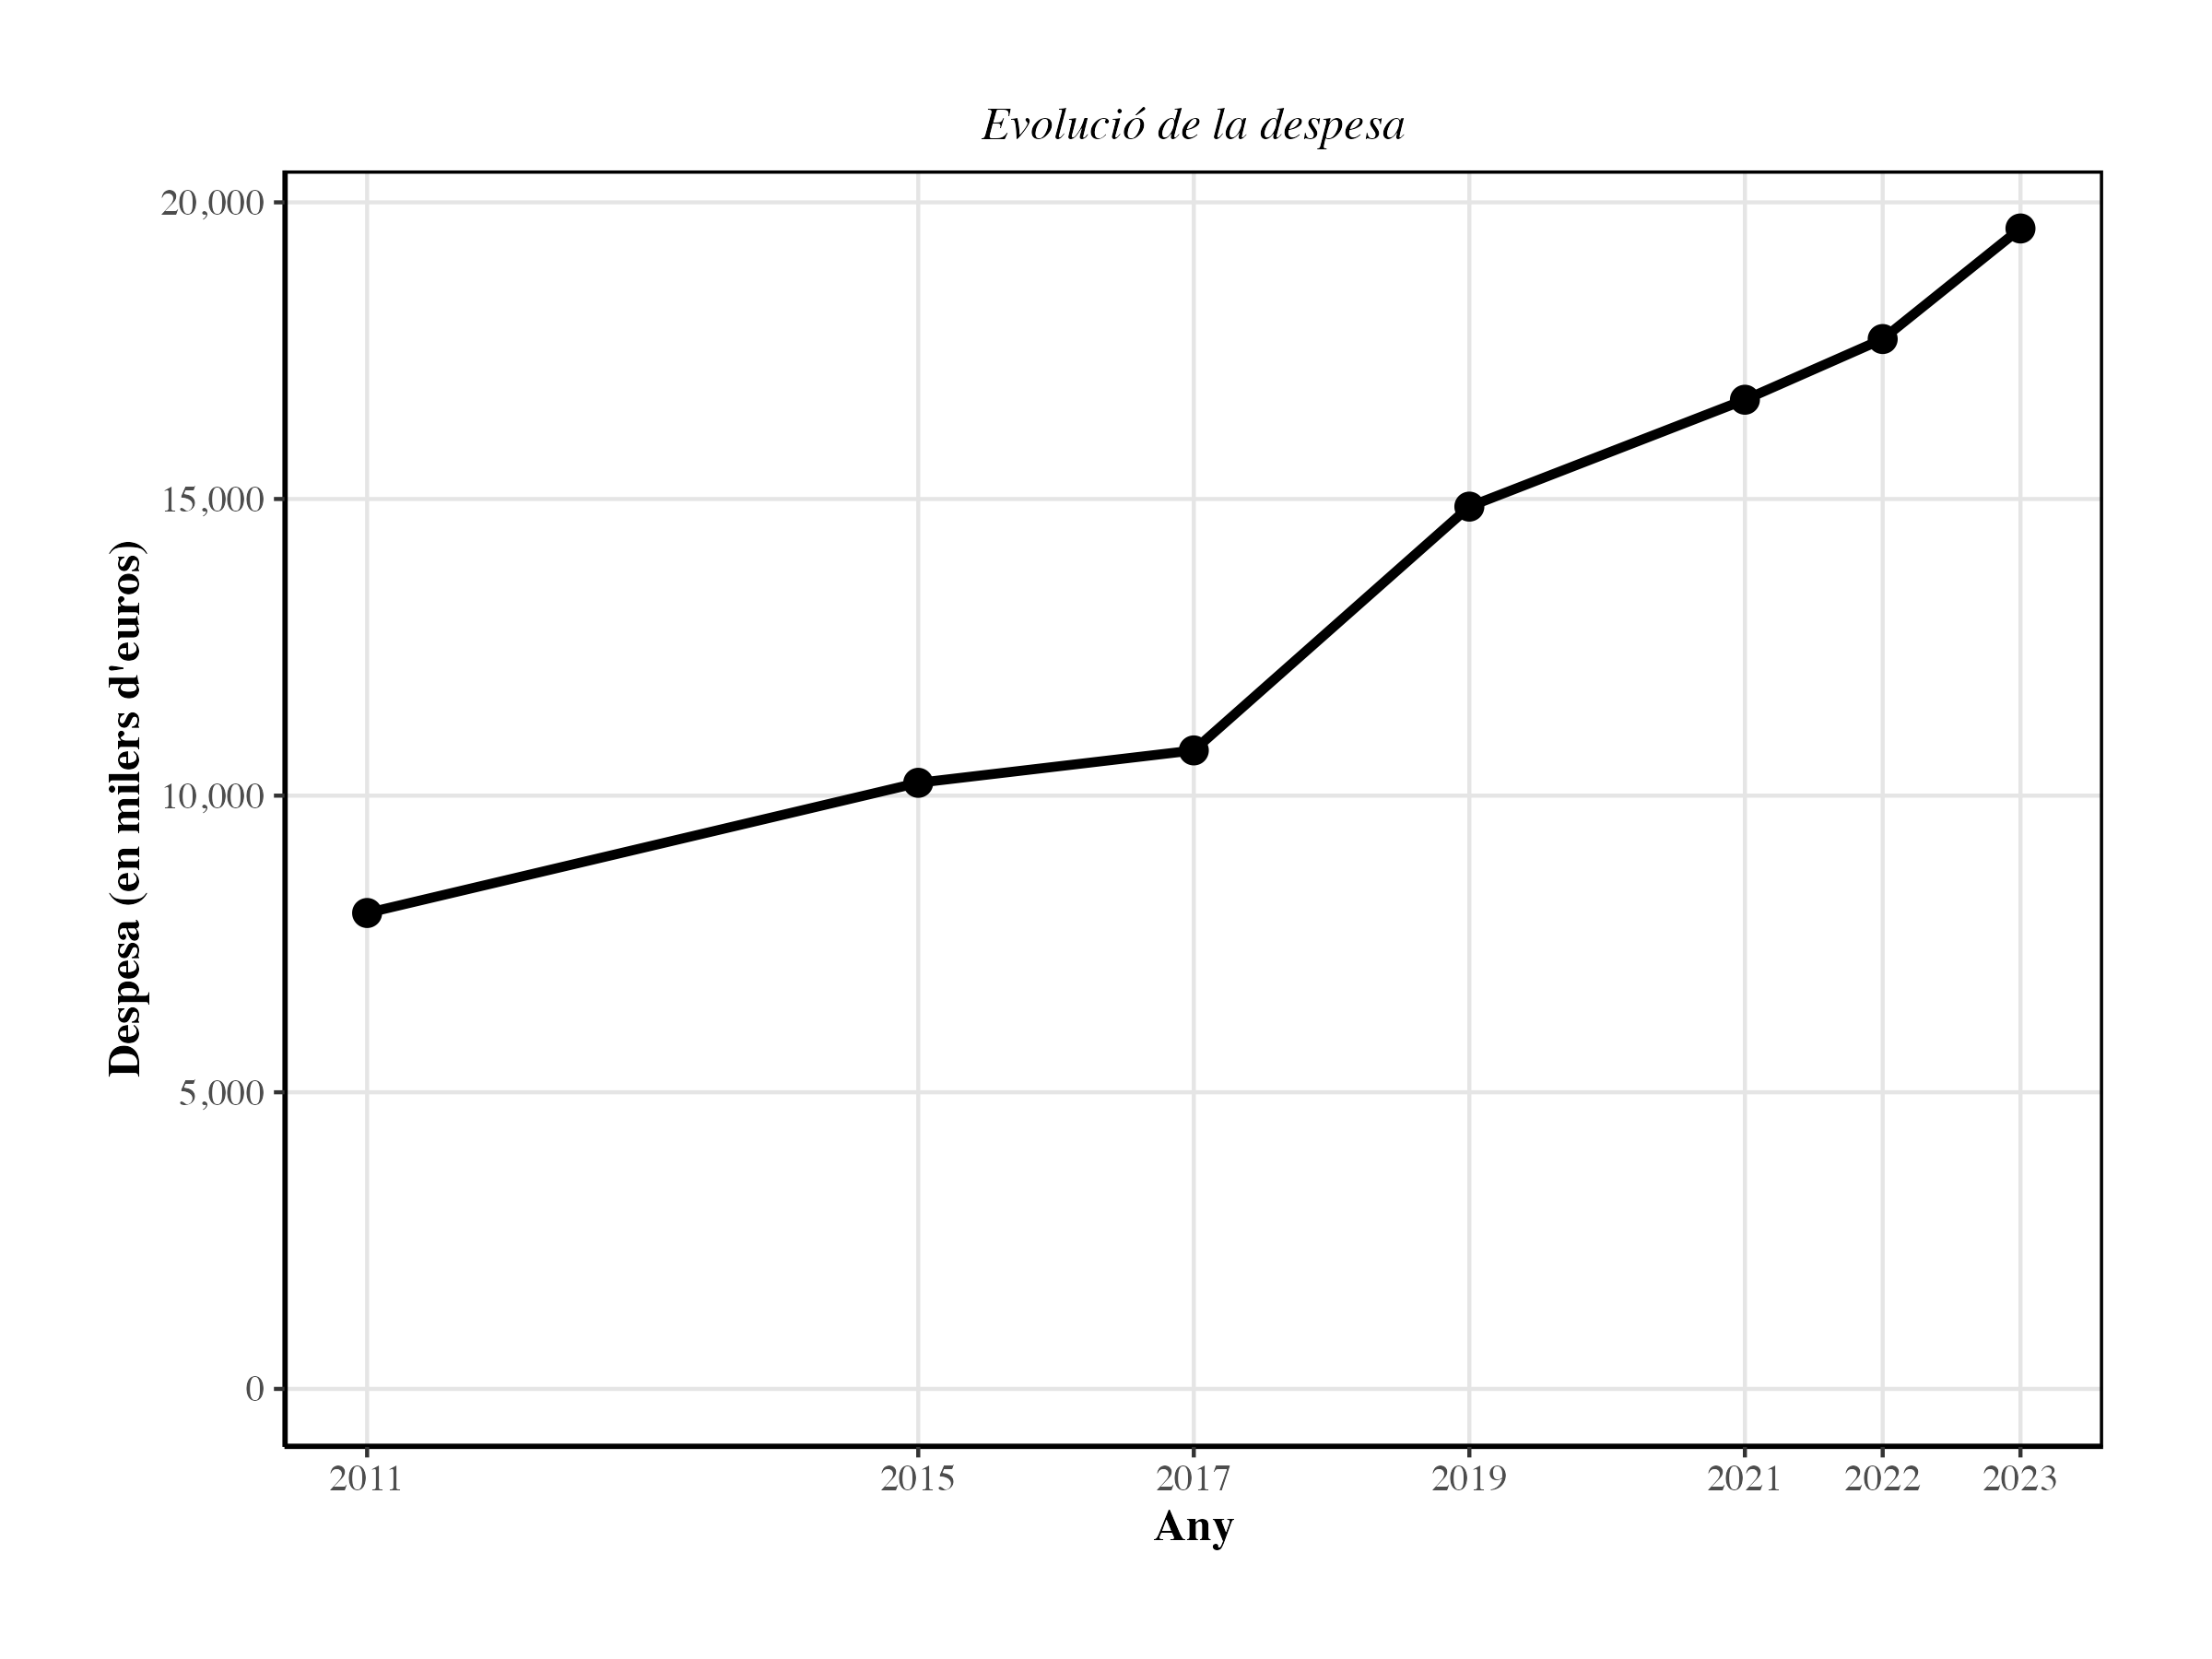 Evolució de la despesa
20,000
15,000
10,000
5,000
0
Despesa (en milers d'euros)
2011 2015 2017 2019 2021 2022 2023
Any